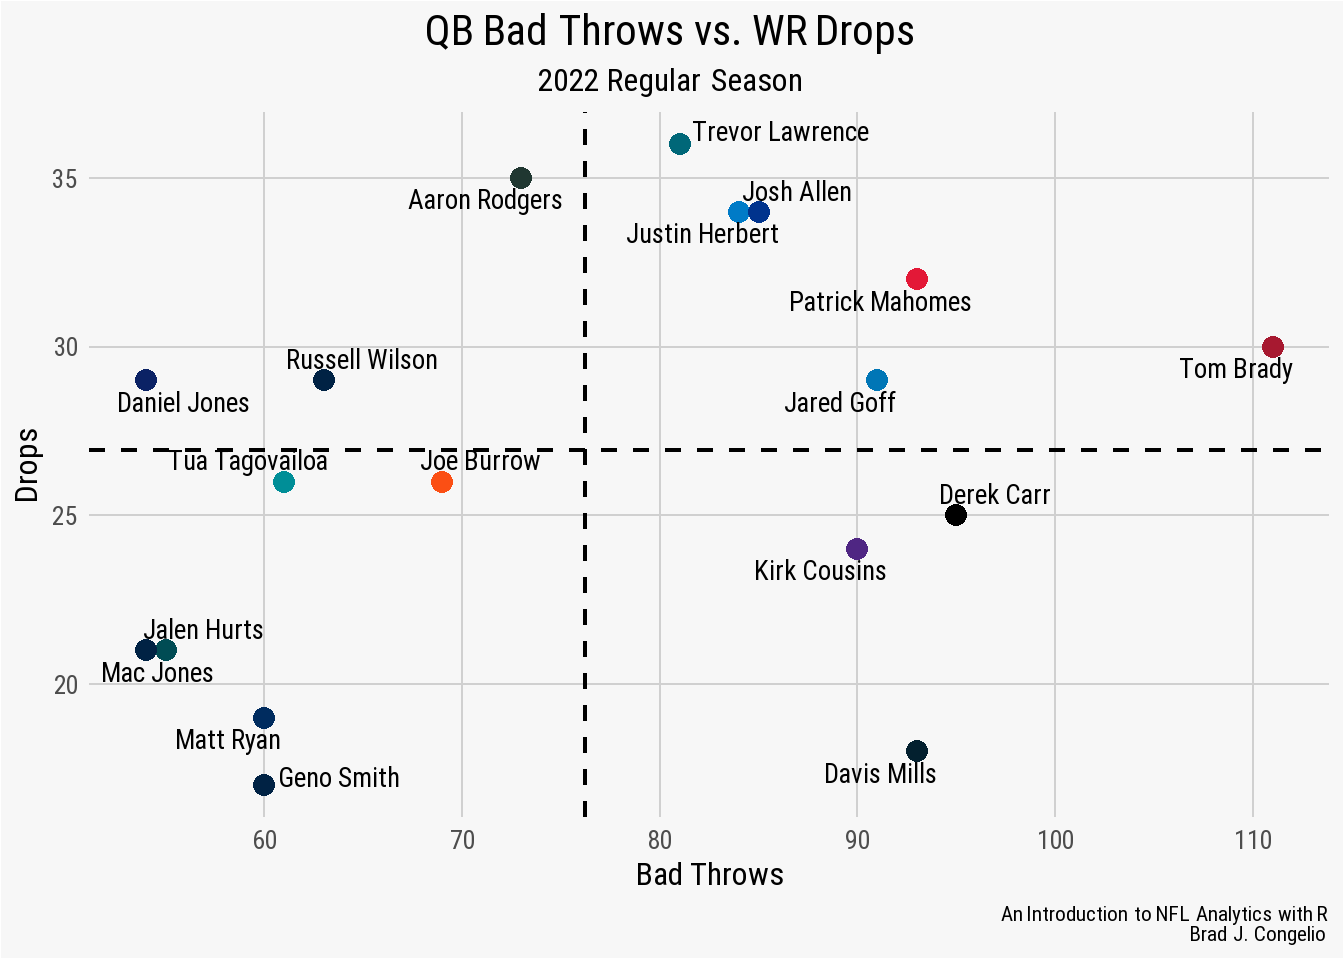 QB Bad Throws vs. WR Drops
2022 Regular Season
Trevor Lawrence
35
Aaron Rodgers
Josh Allen
Justin Herbert
Patrick Mahomes
30
Russell Wilson
Tom Brady
Daniel Jones
Jared Goff
Drops
Tua Tagovailoa
Joe Burrow
Derek Carr
25
Kirk Cousins
Jalen Hurts
Mac Jones
20
Matt Ryan
Geno Smith
Davis Mills
60 70 80 90 100 110
Bad Throws
An Introduction to NFL Analytics with R
Brad J. Congelio